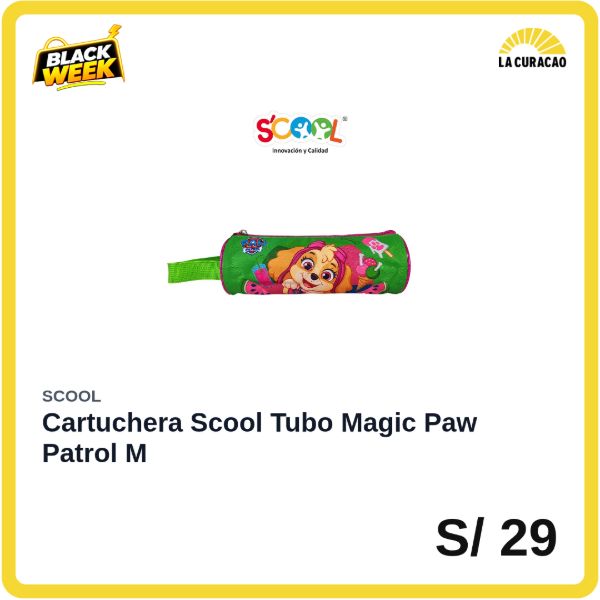 BLACK
WEEK
LA CURACAO
S'COOL
Innovación y Calidad
SCOOL
Cartuchera Scool Tubo Magic Paw
Patrol M
S/ 29